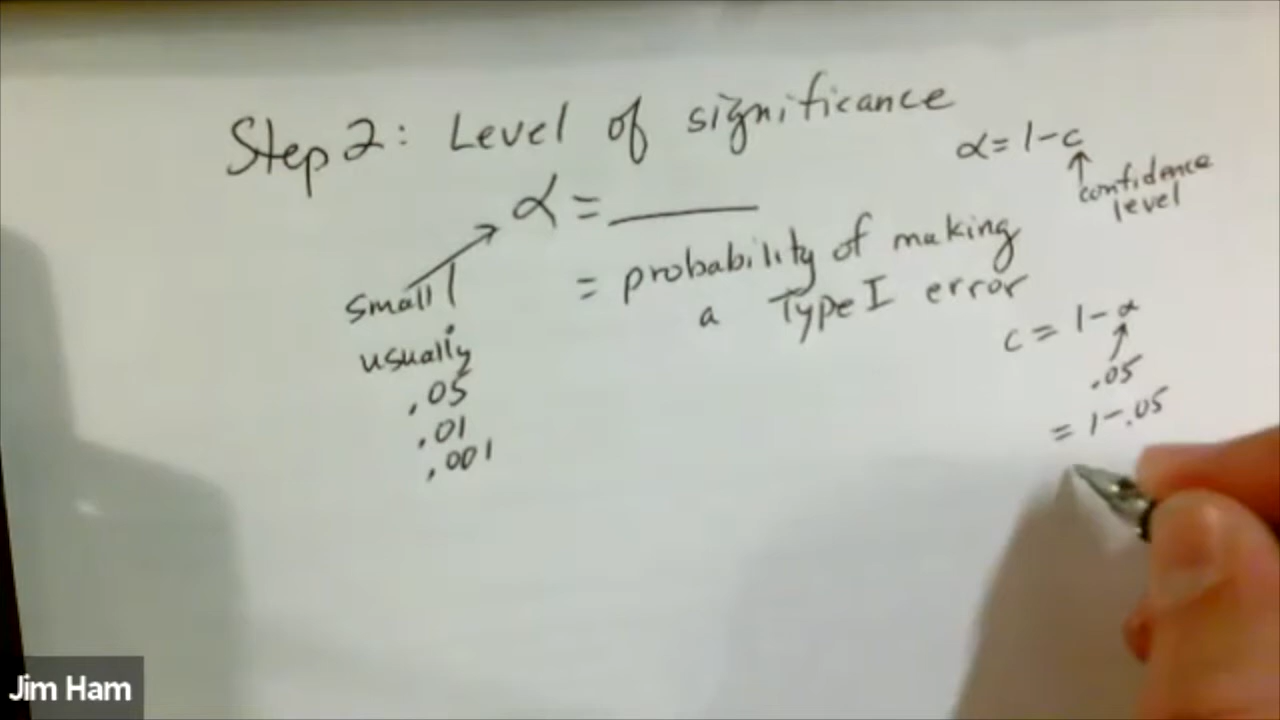 Step 2: Level of significance
α = 1 - c
confidence
level
α = ______
= probability of making
a Type I error
small
usually
.05
.01
.001
c = 1 - α
.05
= 1 - .05
Jim Ham